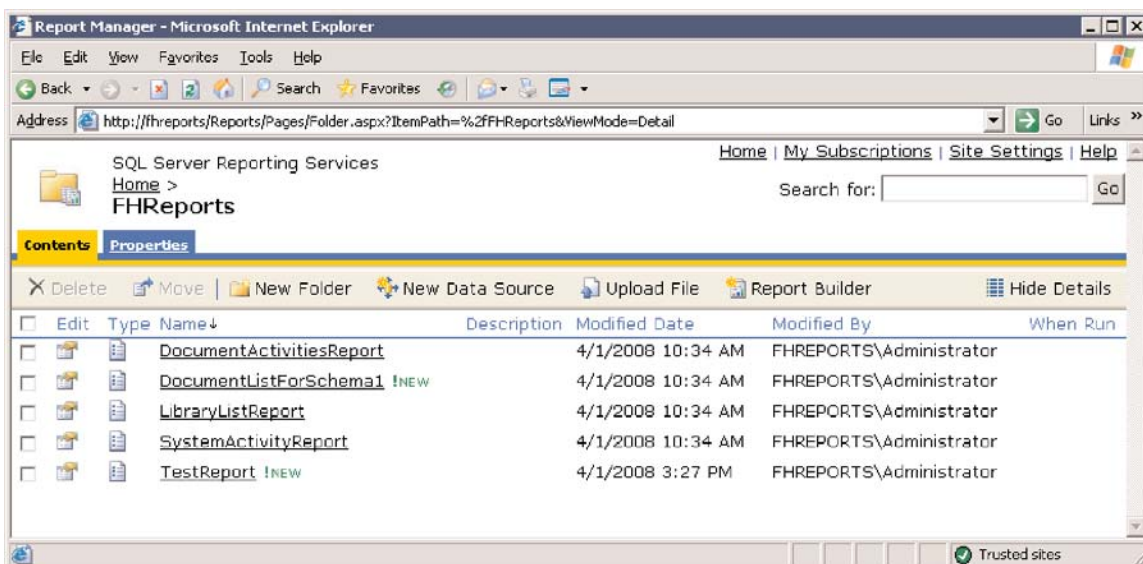 Report Manager - Microsoft Internet Explorer
File Edit View Favorites Tools Help
Back Search Favorites
Address http://fhreports/Reports/Pages/Folder.aspx?ItemPath=%2fFHReports&ViewMode=Detail Go Links »
SQL Server Reporting Services
Home | My Subscriptions | Site Settings | Help
Home >
FHReports
Search for: Go
Contents Properties
Delete Move | New Folder New Data Source Upload File Report Builder Hide Details
Edit Type Name↓ Description Modified Date Modified By When Run
DocumentActivitiesReport 4/1/2008 10:34 AM FHREPORTS\Administrator
DocumentListForSchema1 !NEW 4/1/2008 10:34 AM FHREPORTS\Administrator
LibraryListReport 4/1/2008 10:34 AM FHREPORTS\Administrator
SystemActivityReport 4/1/2008 10:34 AM FHREPORTS\Administrator
TestReport !NEW 4/1/2008 3:27 PM FHREPORTS\Administrator
Trusted sites